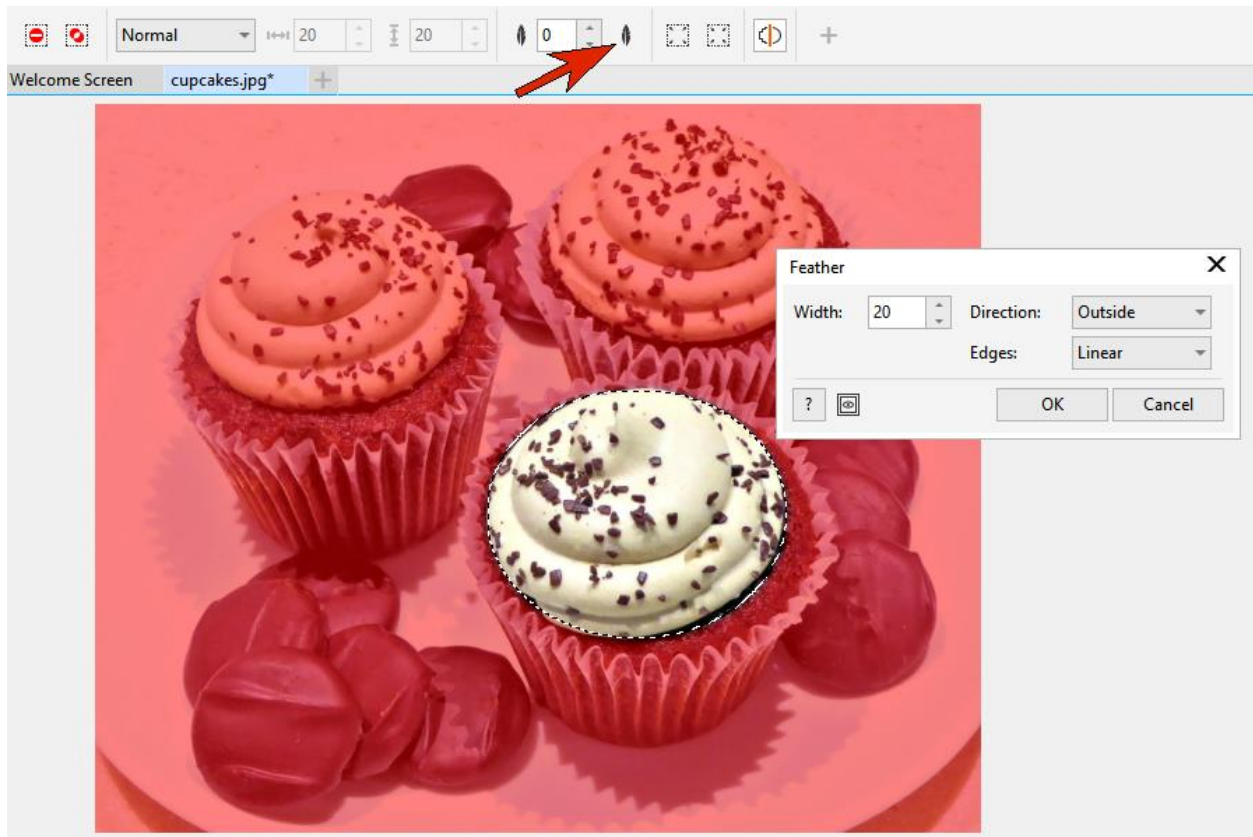 Normal 20 20 0
Welcome Screen cupcakes.jpg*
Feather
Width: 20 Direction: Outside
Edges: Linear
? OK Cancel